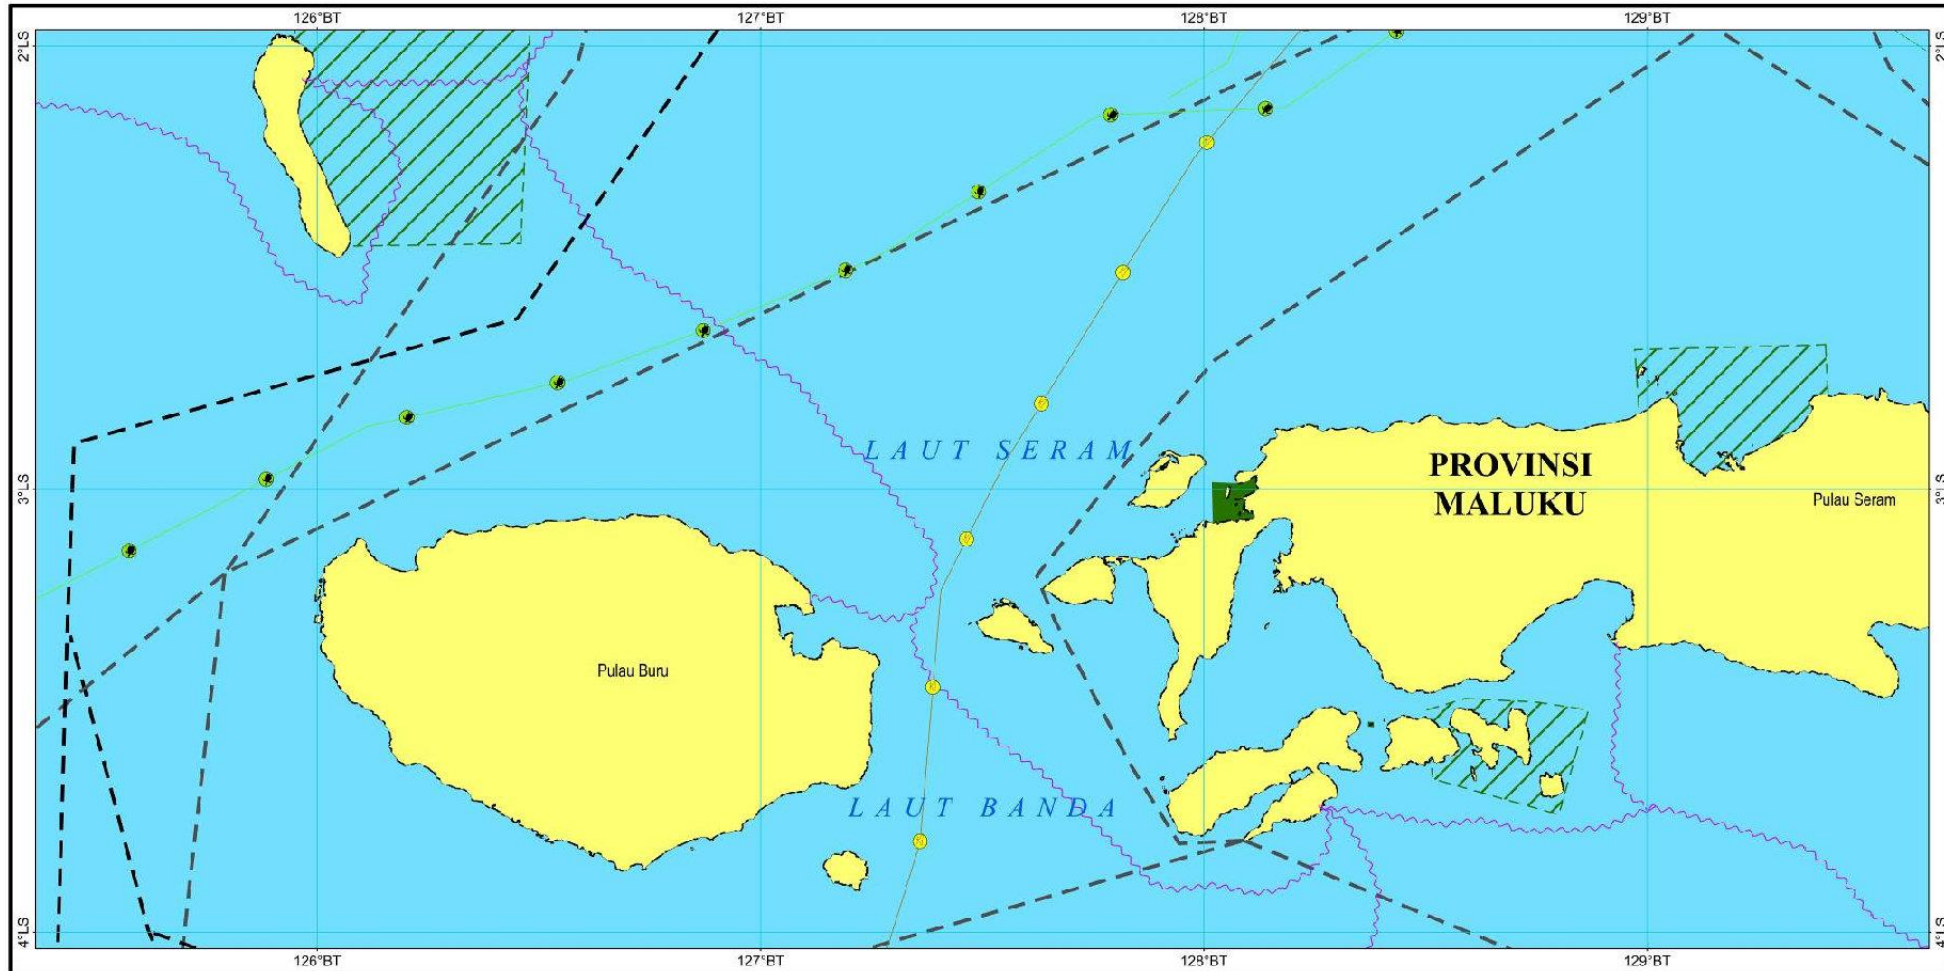 126°BT 127°BT 128°BT 129°BT
2°LS 2°LS
LAUT SERAM
PROVINSI
MALUKU
3°LS 3°LS
Pulau Seram
Pulau Buru
LAUT BANDA
4°LS 4°LS
126°BT 127°BT 128°BT 129°BT